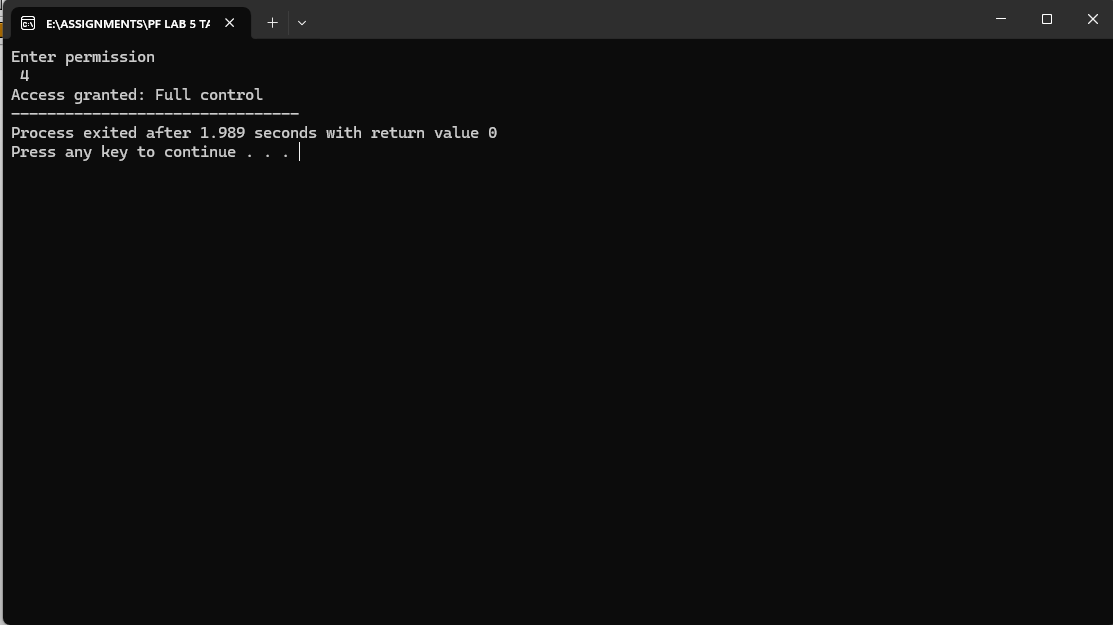 E:\ASSIGNMENTS\PF LAB 5 TA
Enter permission
4
Access granted: Full control
--------------------------------
Process exited after 1.989 seconds with return value 0
Press any key to continue . . .